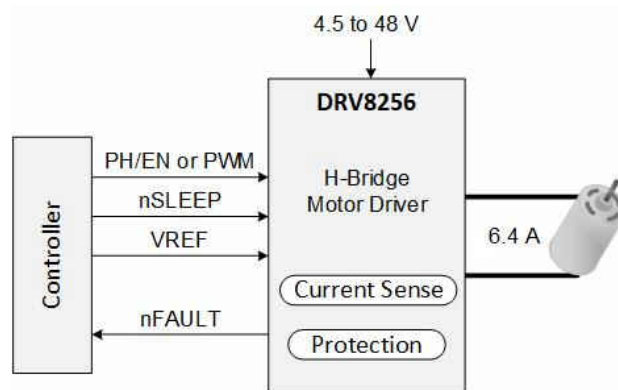 4.5 to 48 V
DRV8256
H-Bridge
Motor Driver
Controller
PH/EN or PWM
nSLEEP
VREF
nFAULT
Current Sense
Protection
6.4 A